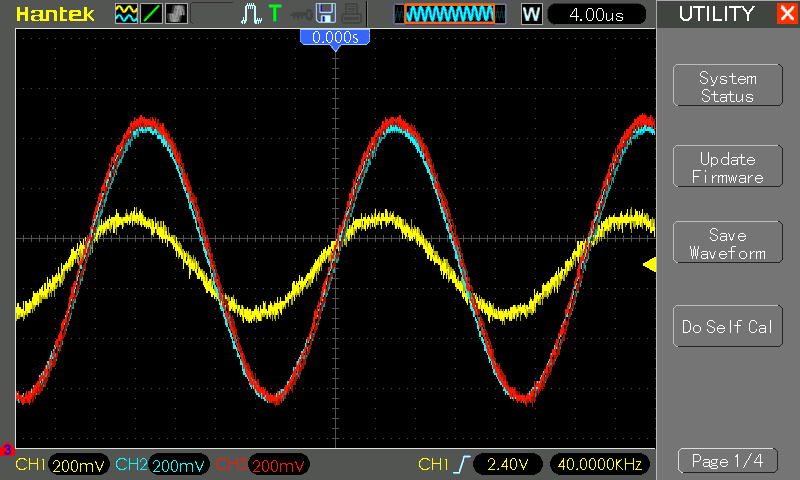 Hantek
T
W
4.00us
UTILITY
0.000s
System
Status
Update
Firmware
Save
Waveform
Do Self Cal
3
CH1 200mV CH2 200mV CH3 200mV CH1 2.40V 40.0000KHz
Page 1/4